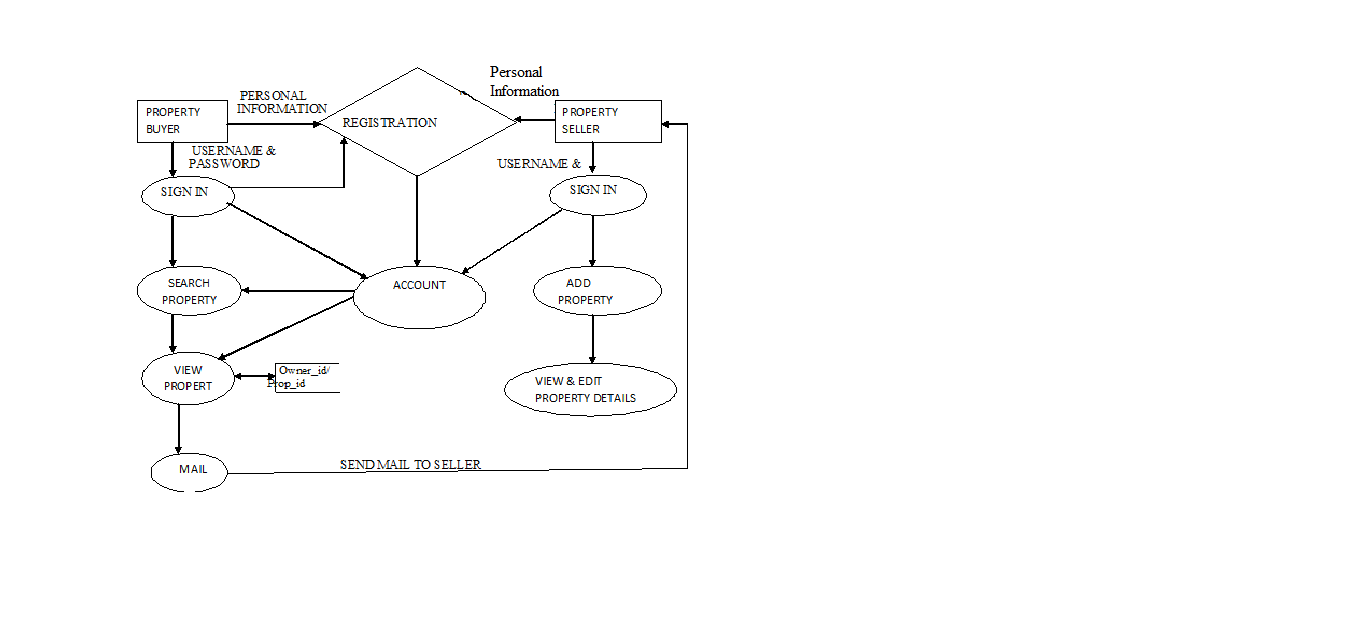 Personal
Information
PERSONAL
INFORMATION
PROPERTY
BUYER
REGISTRATION
PROPERTY
SELLER
USERNAME &
PASSWORD
USERNAME &
SIGN IN
SIGN IN
SEARCH
PROPERTY
ACCOUNT
ADD
PROPERTY
VIEW
PROPERT
Owner_id/
Prop_id
VIEW & EDIT
PROPERTY DETAILS
MAIL
SEND MAIL TO SELLER